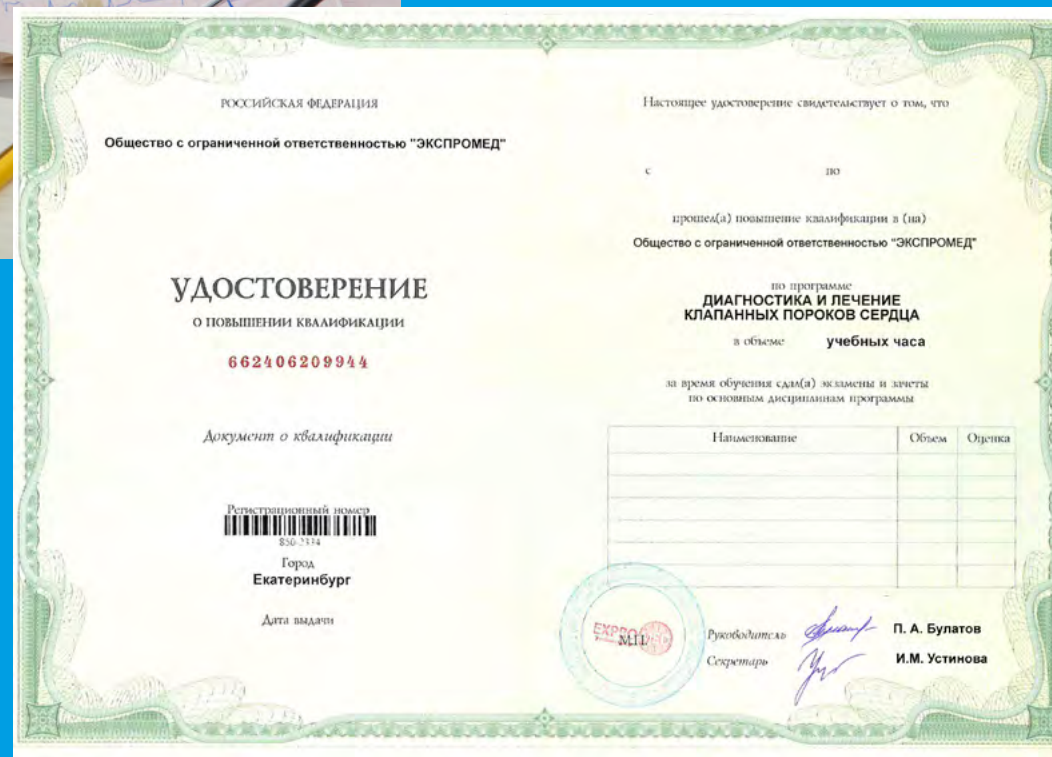 РОССИЙСКАЯ ФЕДЕРАЦИЯ
Общество с ограниченной ответственностью "ЭКСПРОМЕД"
УДОСТОВЕРЕНИЕ
О ПОВЫШЕНИИ КВАЛИФИКАЦИИ
662406209944
Документ о квалификации
Регистрационный номер
850-2334
Город
Екатеринбург
Дата выдачи
Настоящее удостоверение свидетельствует о том, что
с по
прошел(а) повышение квалификации в (на)
Общество с ограниченной ответственностью "ЭКСПРОМЕД"
по программе
ДИАГНОСТИКА И ЛЕЧЕНИЕ
КЛАПАННЫХ ПОРОКОВ СЕРДЦА
в объеме учебных часа
за время обучения сдал(а) экзамены и зачеты
по основным дисциплинам программы
Наименование Объем Оценка
М.П.
Руководитель П. А. Булатов
Секретарь И.М. Устинова